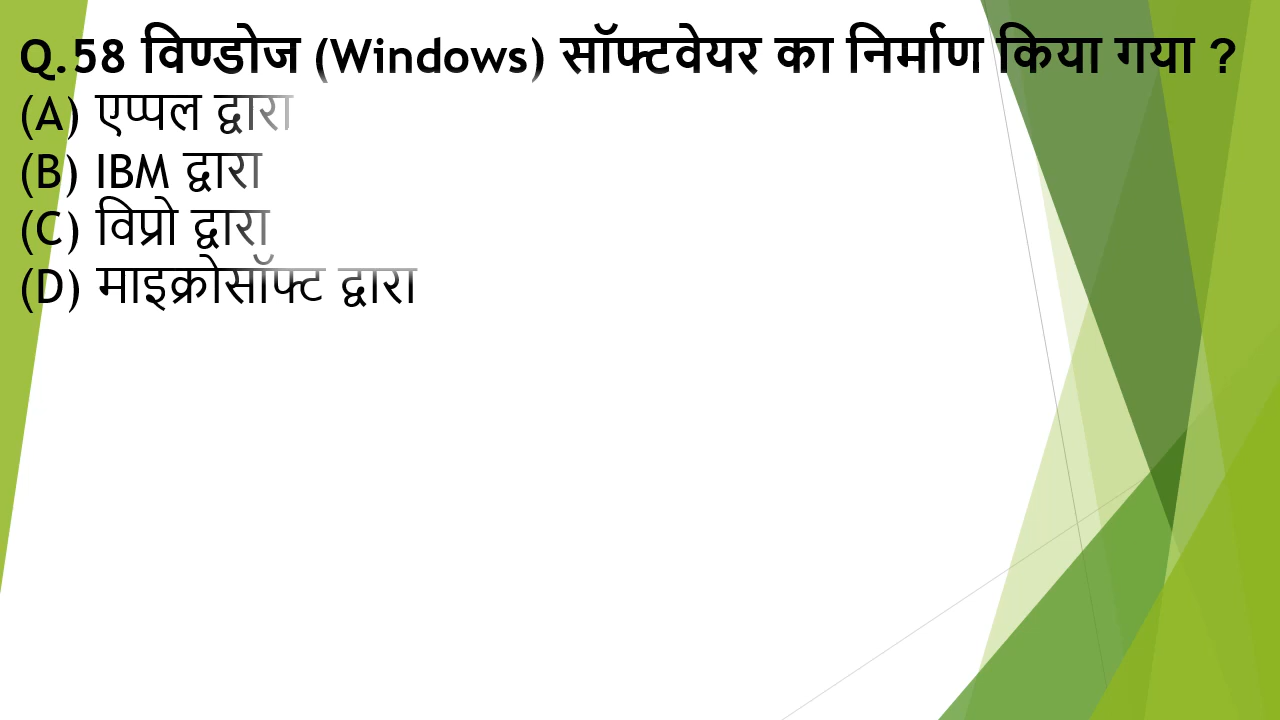 Q.58 विण्डोज (Windows) सॉफ्टवेयर का निर्माण किया गया ?
(A) एप्पल द्वारा
(B) IBM द्वारा
(C) विप्रो द्वारा
(D) माइक्रोसॉफ्ट द्वारा